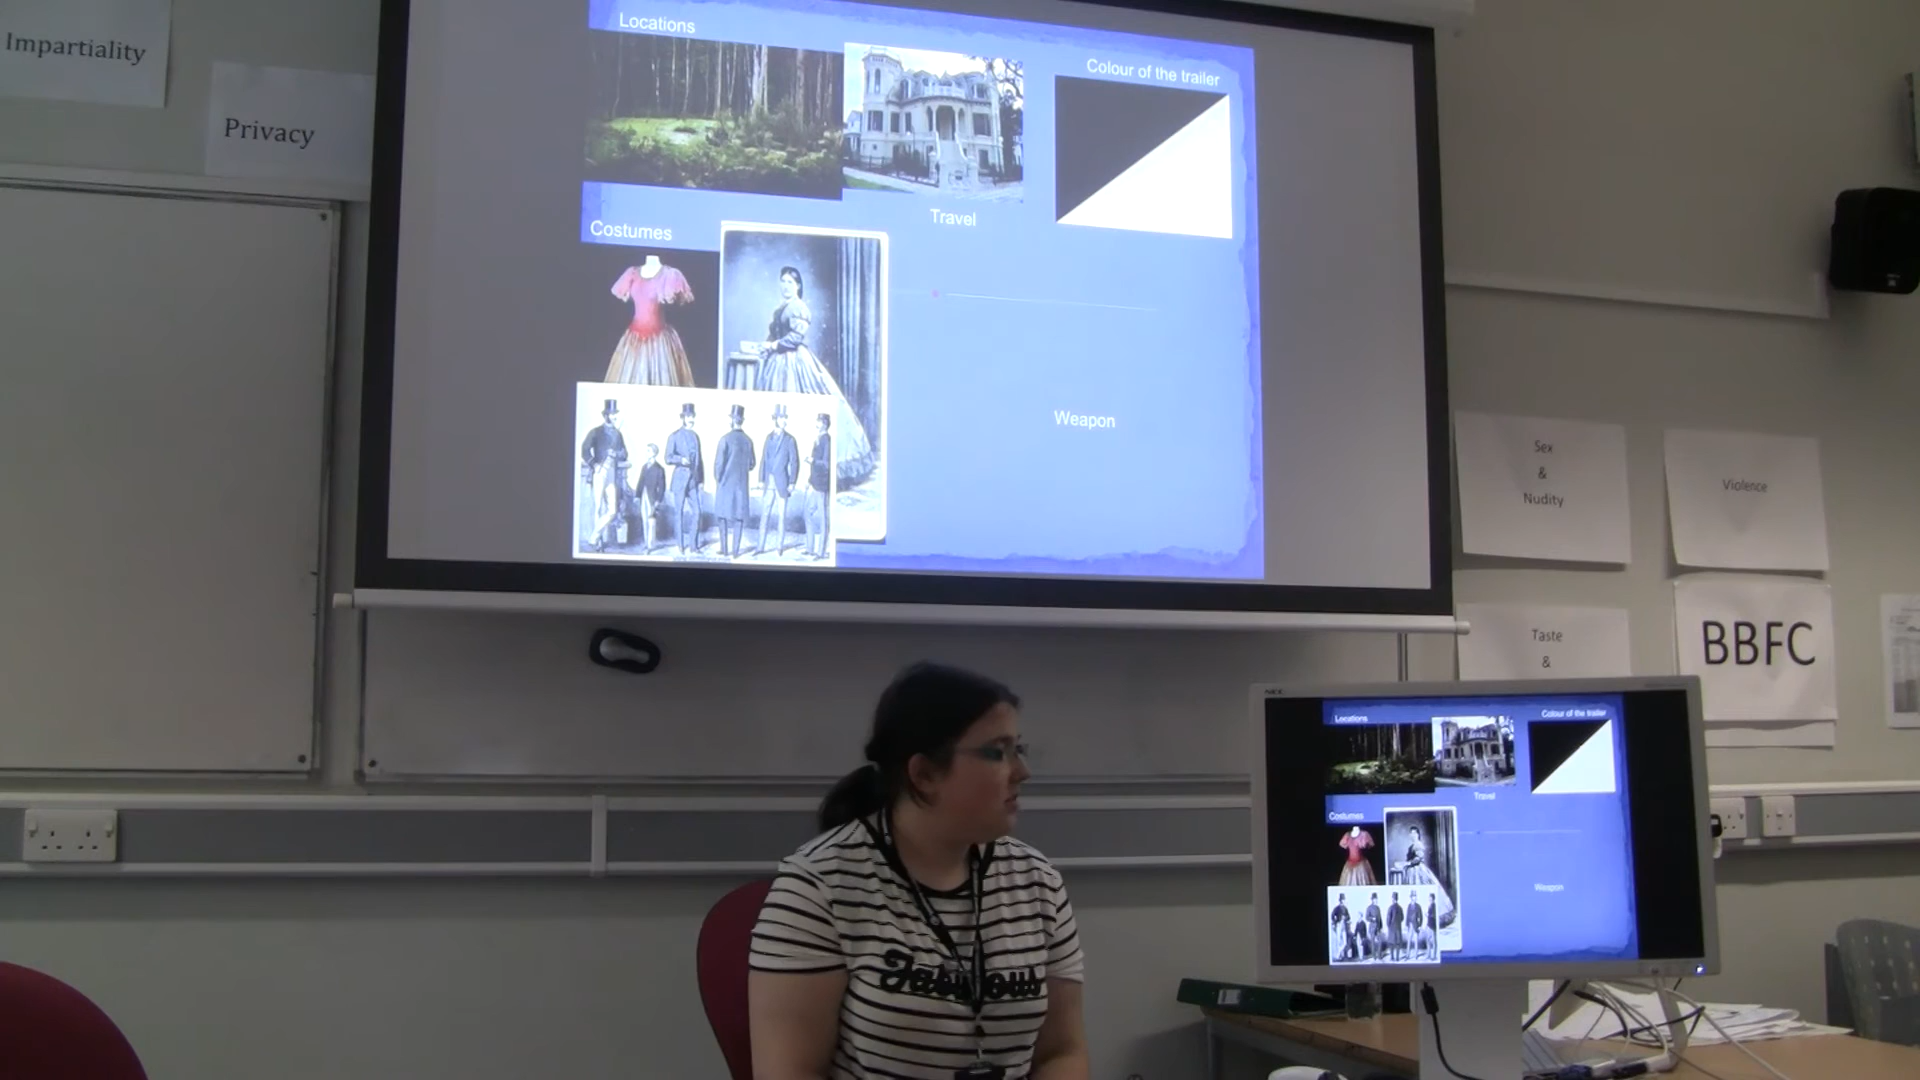 Impartiality
Privacy
Locations
Colour of the trailer
Travel
Costumes
Weapon
Sex
&
Nudity
Violence
Taste
&
BBFC
NEC
Locations
Colour of the trailer
Travel
Costumes
Weapon